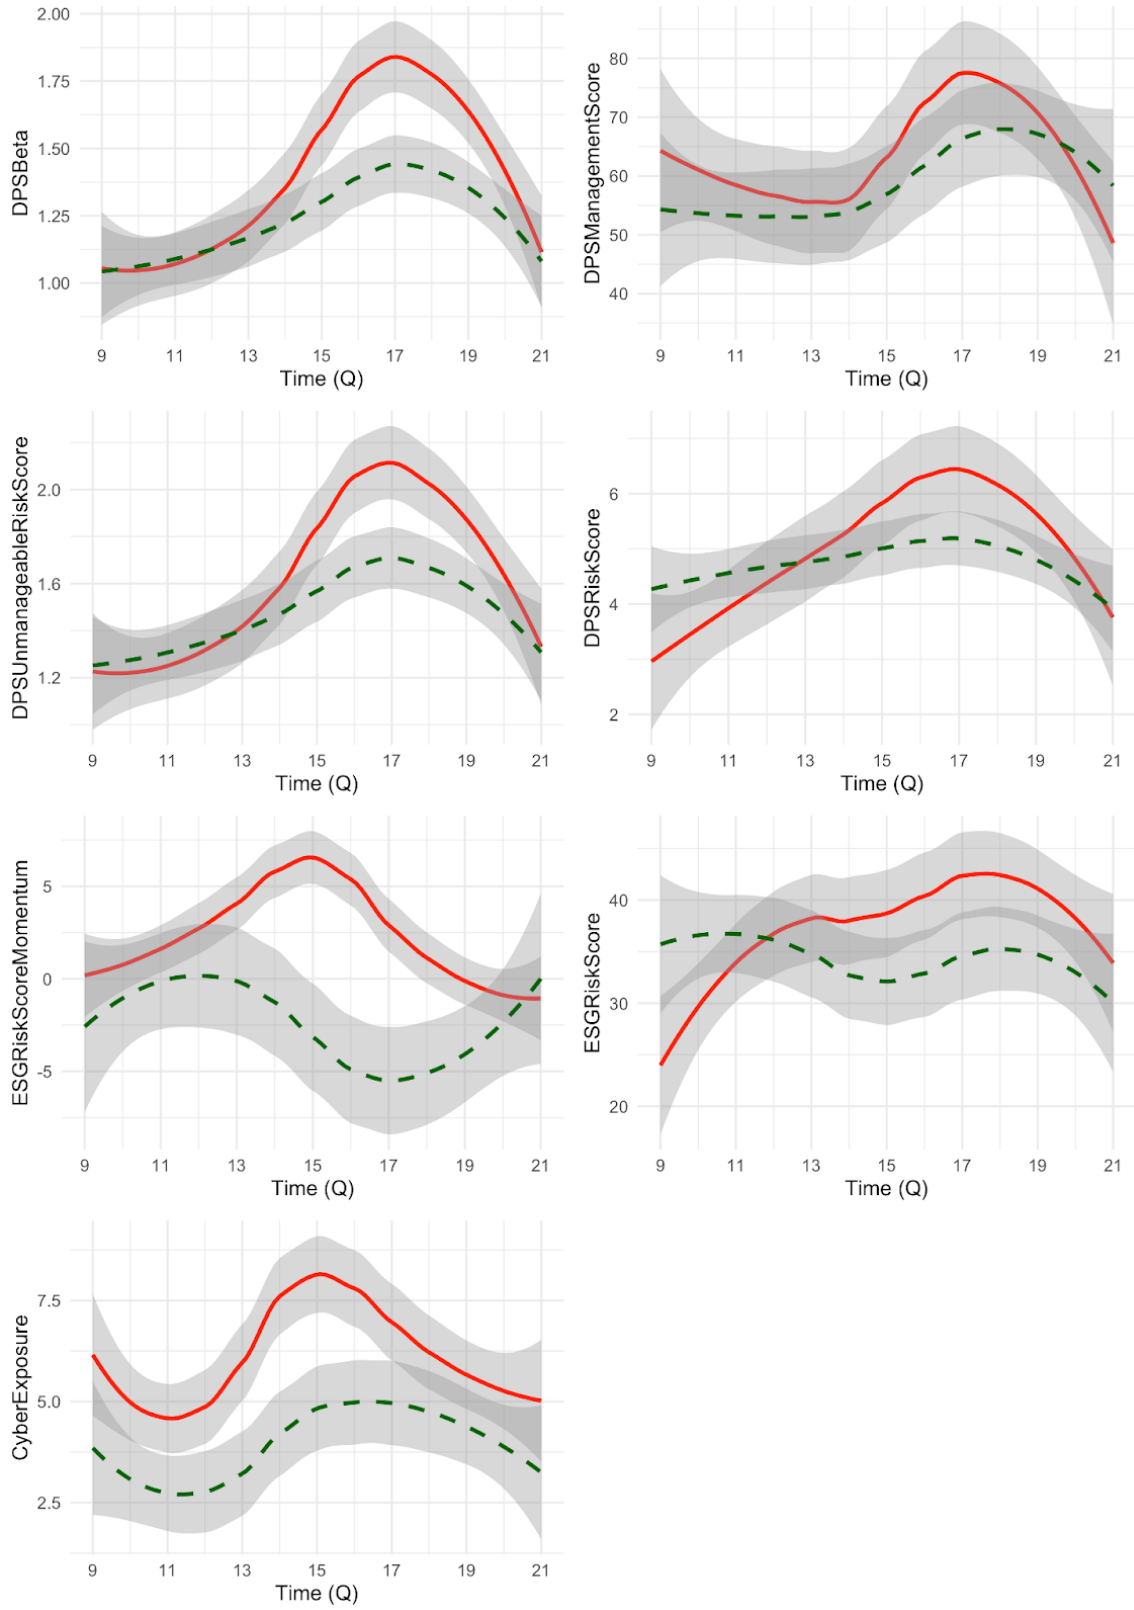 DPSBeta
2.00
1.75
1.50
1.25
1.00
9 11 13 15 17 19 21
Time (Q)
DPSManagementScore
80
70
60
50
40
9 11 13 15 17 19 21
Time (Q)
DPSUnmanageableRiskScore
2.0
1.6
1.2
9 11 13 15 17 19 21
Time (Q)
DPSRiskScore
6
4
2
9 11 13 15 17 19 21
Time (Q)
ESGRiskScoreMomentum
5
0
-5
9 11 13 15 17 19 21
Time (Q)
ESGRiskScore
40
30
20
9 11 13 15 17 19 21
Time (Q)
CyberExposure
7.5
5.0
2.5
9 11 13 15 17 19 21
Time (Q)